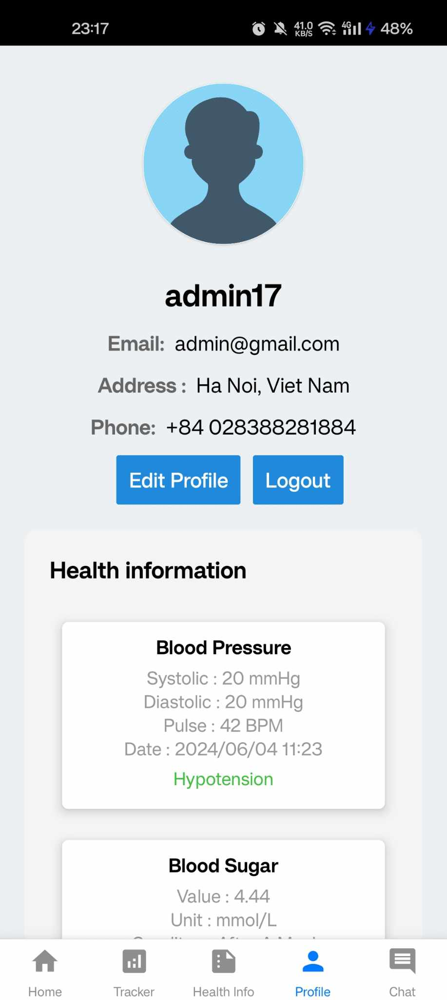 23:17
41.0
KB/S
4G
48%
admin17
Email: admin@gmail.com
Address : Ha Noi, Viet Nam
Phone: +84 028388281884
Edit Profile Logout
Health information
Blood Pressure
Systolic : 20 mmHg
Diastolic : 20 mmHg
Pulse : 42 BPM
Date : 2024/06/04 11:23
Hypotension
Blood Sugar
Value : 4.44
Unit : mmol/L
Home Tracker Health Info Profile Chat